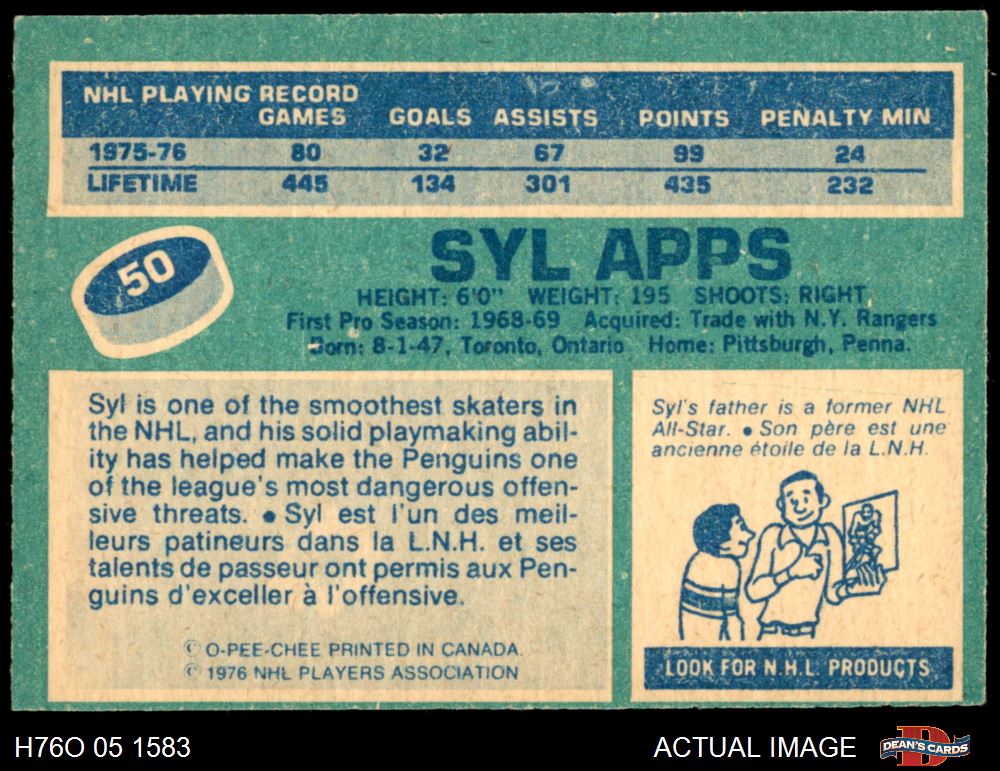 NHL PLAYING RECORD
GAMES GOALS ASSISTS POINTS PENALTY MIN
1975-76 80 32 67 99 24
LIFETIME 445 134 301 435 232
50
SYL APPS
HEIGHT: 6'0" WEIGHT: 195 SHOOTS: RIGHT
First Pro Season: 1968-69 Acquired: Trade with N.Y. Rangers
Born: 8-1-47, Toronto, Ontario Home: Pittsburgh, Penna.
Syl is one of the smoothest skaters in
the NHL, and his solid playmaking abil-
ity has helped make the Penguins one
of the league's most dangerous offen-
sive threats. ● Syl est l'un des meil-
leurs patineurs dans la L.N.H. et ses
talents de passeur ont permis aux Pen-
guins d'exceller à l'offensive.
© O-PEE-CHEE PRINTED IN CANADA.
© 1976 NHL PLAYERS ASSOCIATION
Syl's father is a former NHL
All-Star. ● Son père est une
ancienne étoile de la L.N.H.
LOOK FOR N.H.L. PRODUCTS
H76O 05 1583
ACTUAL IMAGE
DEAN'S CARDS